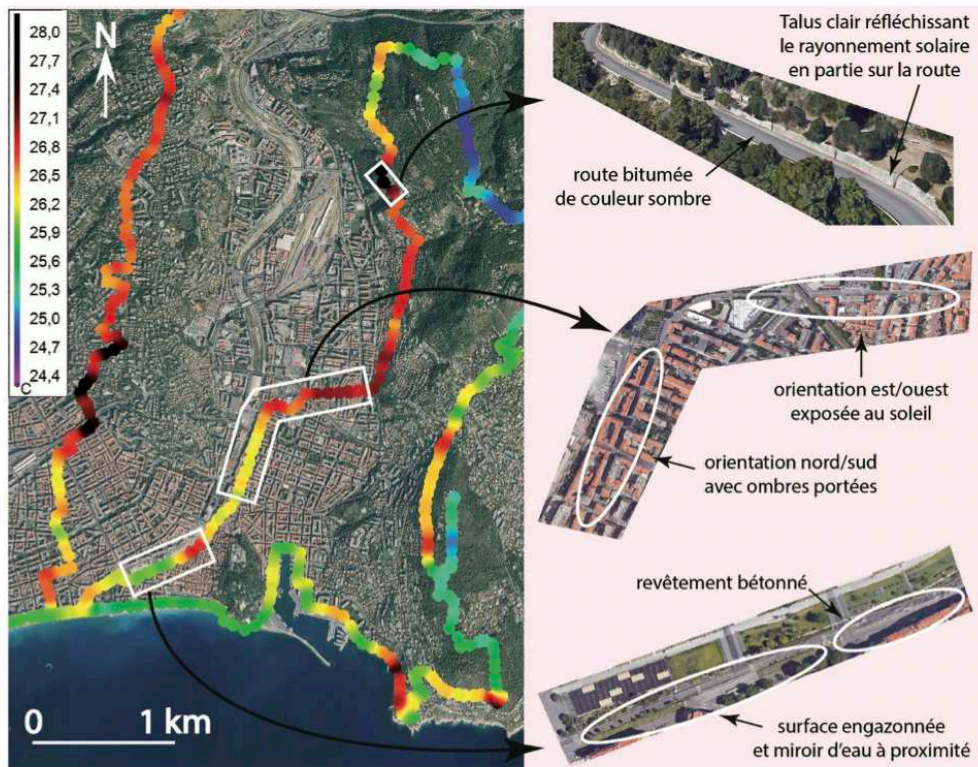 28,0
27,7
27,4
27,1
26,8
26,5
26,2
25,9
25,6
25,3
25,0
24,7
24,4
C
N
0 1 km
Talus clair réfléchissant
le rayonnement solaire
en partie sur la route
route bitumée
de couleur sombre
orientation est/ouest
exposée au soleil
orientation nord/sud
avec ombres portées
revêtement bétonné
surface engazonnée
et miroir d'eau à proximité